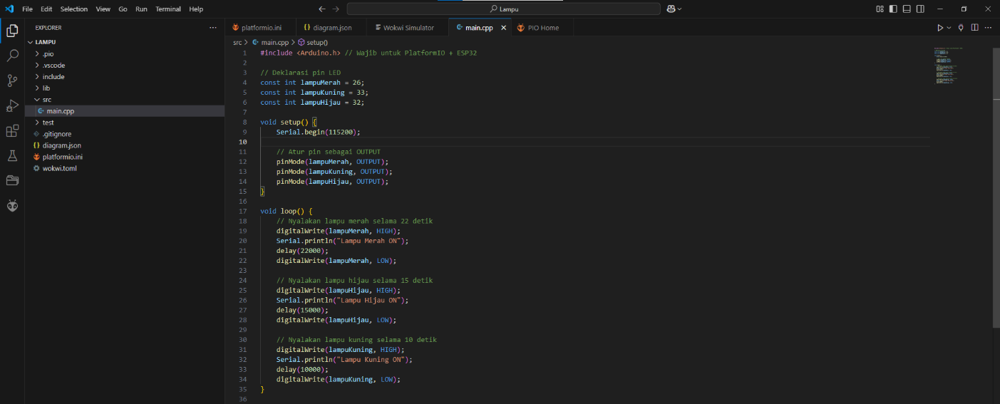 File Edit Selection View Go Run Terminal Help
Lampu
EXPLORER
LAMPU
.pio
.vscode
include
lib
src
main.cpp
test
.gitignore
diagram.json
platformio.ini
wokwi.toml
platformio.ini
diagram.json
Wokwi Simulator
main.cpp
PIO Home
src > main.cpp > setup()
1 #include <Arduino.h> // Wajib untuk PlatformIO + ESP32
2
3 // Deklarasi pin LED
4 const int lampuMerah = 26;
5 const int lampuKuning = 33;
6 const int lampuHijau = 32;
7
8 void setup() {
9 Serial.begin(115200);
10
11 // Atur pin sebagai OUTPUT
12 pinMode(lampuMerah, OUTPUT);
13 pinMode(lampuKuning, OUTPUT);
14 pinMode(lampuHijau, OUTPUT);
15 }
16
17 void loop() {
18 // Nyalakan lampu merah selama 22 detik
19 digitalWrite(lampuMerah, HIGH);
20 Serial.println("Lampu Merah ON");
21 delay(22000);
22 digitalWrite(lampuMerah, LOW);
23
24 // Nyalakan lampu hijau selama 15 detik
25 digitalWrite(lampuHijau, HIGH);
26 Serial.println("Lampu Hijau ON");
27 delay(15000);
28 digitalWrite(lampuHijau, LOW);
29
30 // Nyalakan lampu kuning selama 10 detik
31 digitalWrite(lampuKuning, HIGH);
32 Serial.println("Lampu Kuning ON");
33 delay(10000);
34 digitalWrite(lampuKuning, LOW);
35 }
36